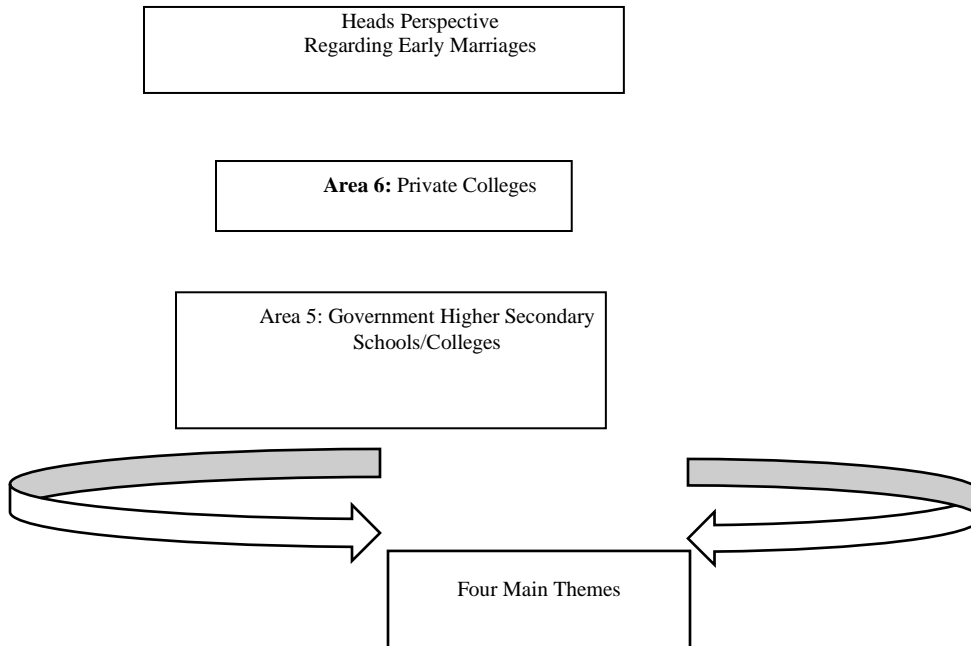 Heads Perspective
Regarding Early Marriages
Area 6: Private Colleges
Area 5: Government Higher Secondary
Schools/Colleges
Four Main Themes